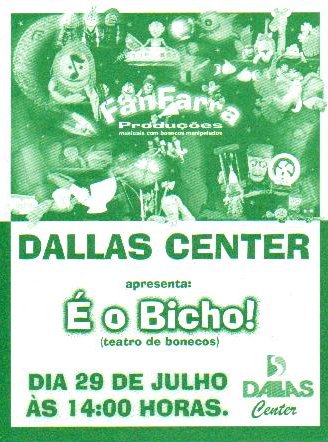 FanFarra
Produções
musicais com bonecos manipulados
DALLAS CENTER
apresenta:
É o Bicho!
(teatro de bonecos)
DIA 29 DE JULHO
ÀS 14:00 HORAS.
DALLAS
Center